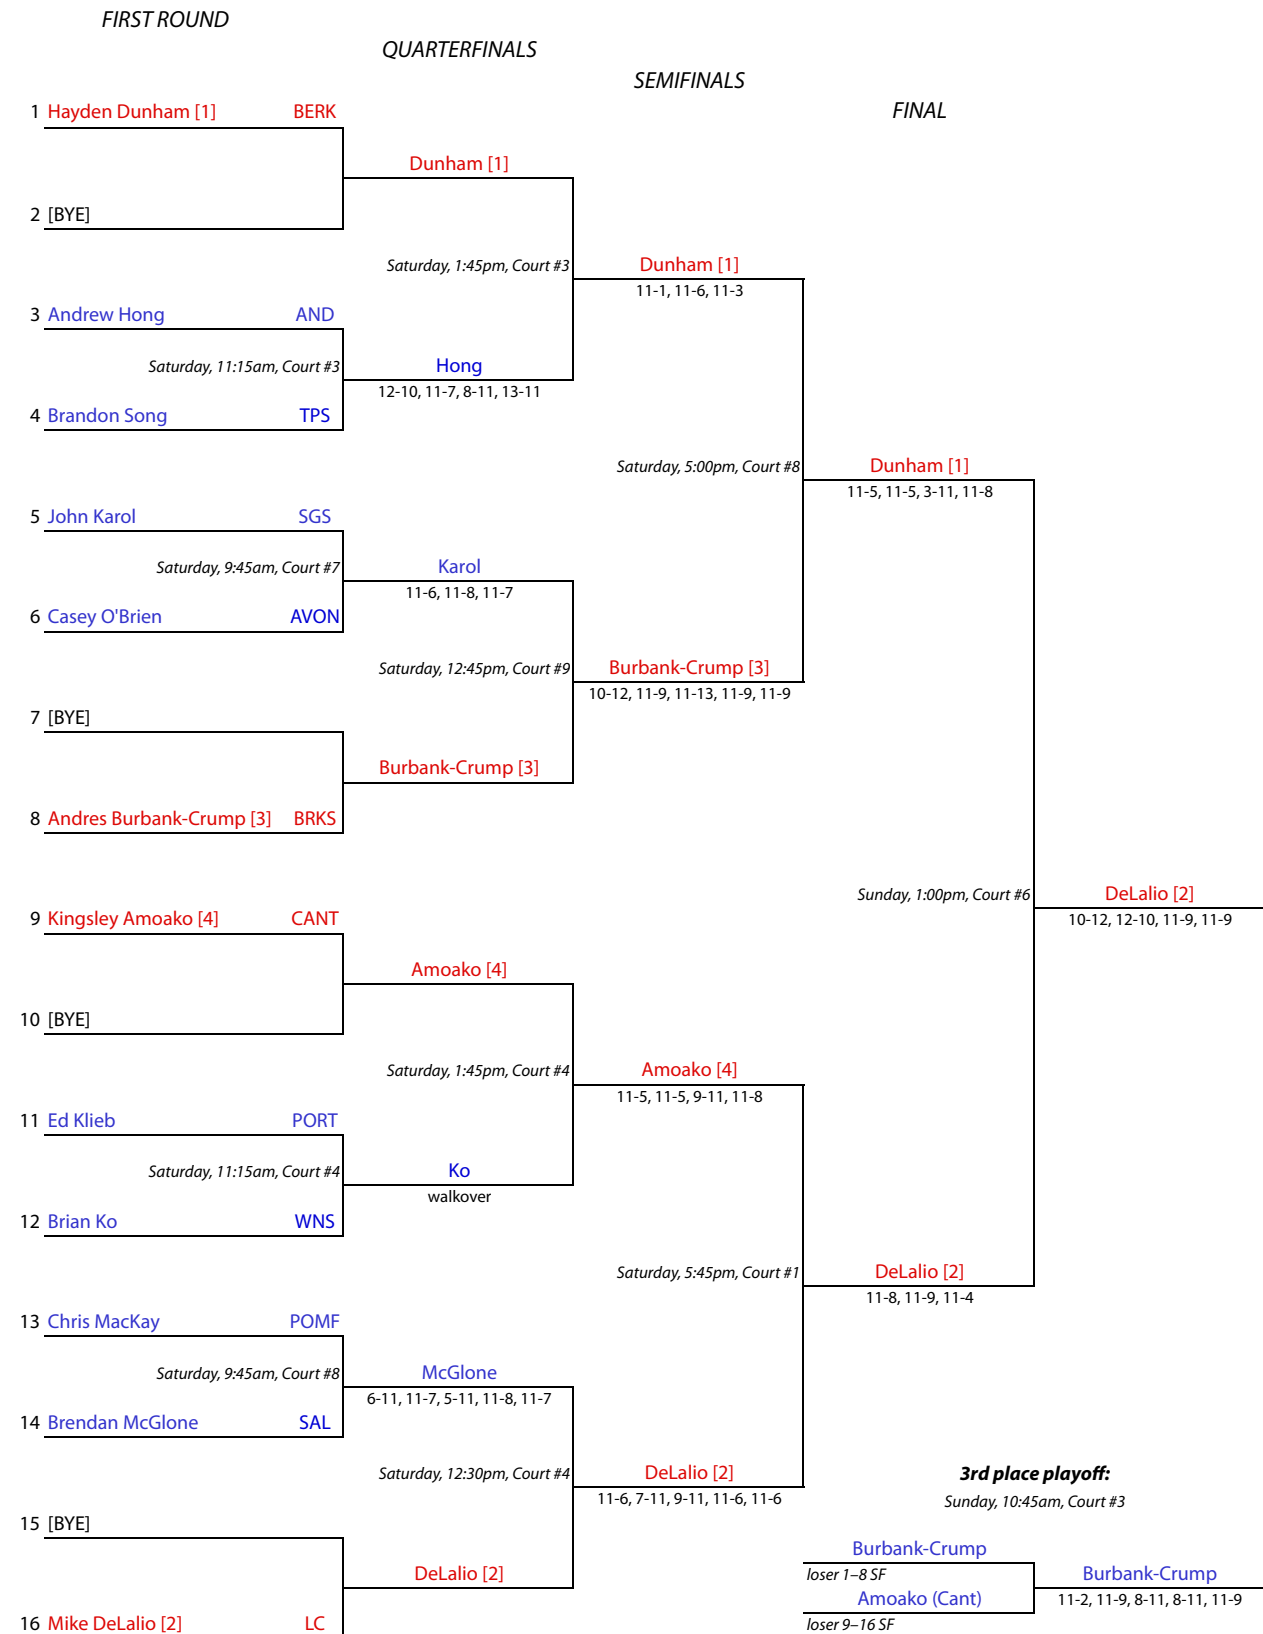 FIRST ROUND
QUARTERFINALS
SEMIFINALS
FINAL
1 Hayden Dunham [1] BERK
Dunham [1]
2 [BYE]
Saturday, 1:45pm, Court #3
Dunham [1]
11-1, 11-6, 11-3
3 Andrew Hong AND
Saturday, 11:15am, Court #3
Hong
12-10, 11-7, 8-11, 13-11
4 Brandon Song TPS
Saturday, 5:00pm, Court #8
Dunham [1]
11-5, 11-5, 3-11, 11-8
5 John Karol SGS
Saturday, 9:45am, Court #7
Karol
11-6, 11-8, 11-7
6 Casey O'Brien AVON
Saturday, 12:45pm, Court #9
Burbank-Crump [3]
10-12, 11-9, 11-13, 11-9, 11-9
7 [BYE]
Burbank-Crump [3]
8 Andres Burbank-Crump [3] BRKS
Sunday, 1:00pm, Court #6
DeLalio [2]
10-12, 12-10, 11-9, 11-9
9 Kingsley Amoako [4] CANT
Amoako [4]
10 [BYE]
Saturday, 1:45pm, Court #4
Amoako [4]
11-5, 11-5, 9-11, 11-8
11 Ed Klieb PORT
Saturday, 11:15am, Court #4
Ko
walkover
12 Brian Ko WNS
Saturday, 5:45pm, Court #1
DeLalio [2]
11-8, 11-9, 11-4
13 Chris MacKay POMF
Saturday, 9:45am, Court #8
McGlone
6-11, 11-7, 5-11, 11-8, 11-7
14 Brendan McGlone SAL
Saturday, 12:30pm, Court #4
DeLalio [2]
11-6, 7-11, 9-11, 11-6, 11-6
3rd place playoff:
Sunday, 10:45am, Court #3
15 [BYE]
DeLalio [2]
16 Mike DeLalio [2] LC
Burbank-Crump
loser 1–8 SF
Amoako (Cant)
loser 9–16 SF
Burbank-Crump
11-2, 11-9, 8-11, 8-11, 11-9